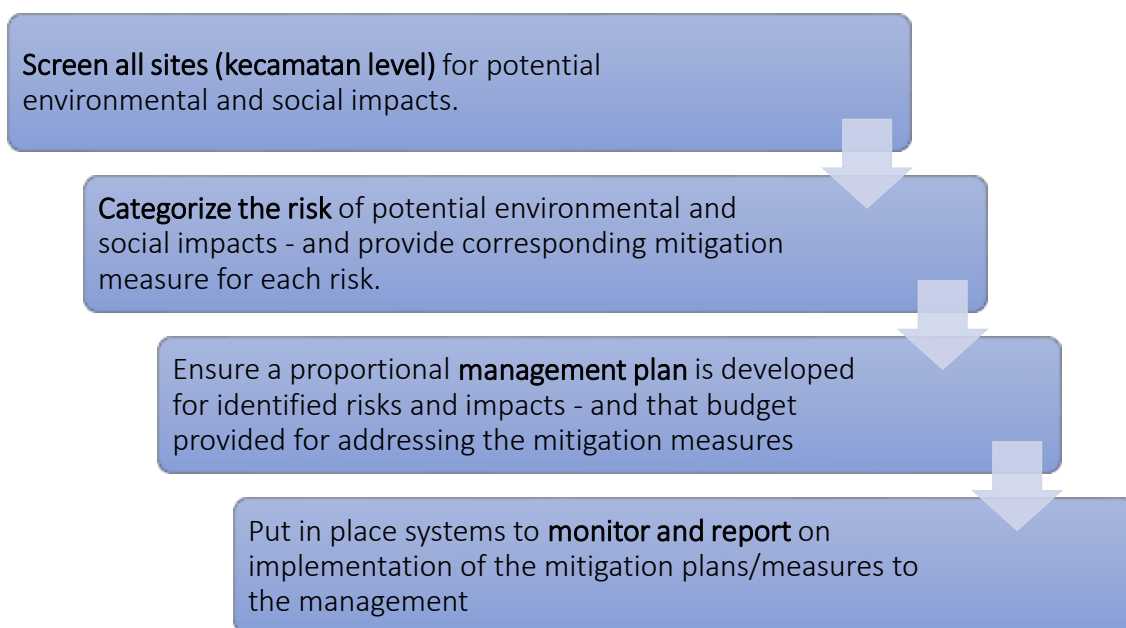 Screen all sites (kecamatan level) for potential
environmental and social impacts.
Categorize the risk of potential environmental and
social impacts - and provide corresponding mitigation
measure for each risk.
Ensure a proportional management plan is developed
for identified risks and impacts - and that budget
provided for addressing the mitigation measures
Put in place systems to monitor and report on
implementation of the mitigation plans/measures to
the management